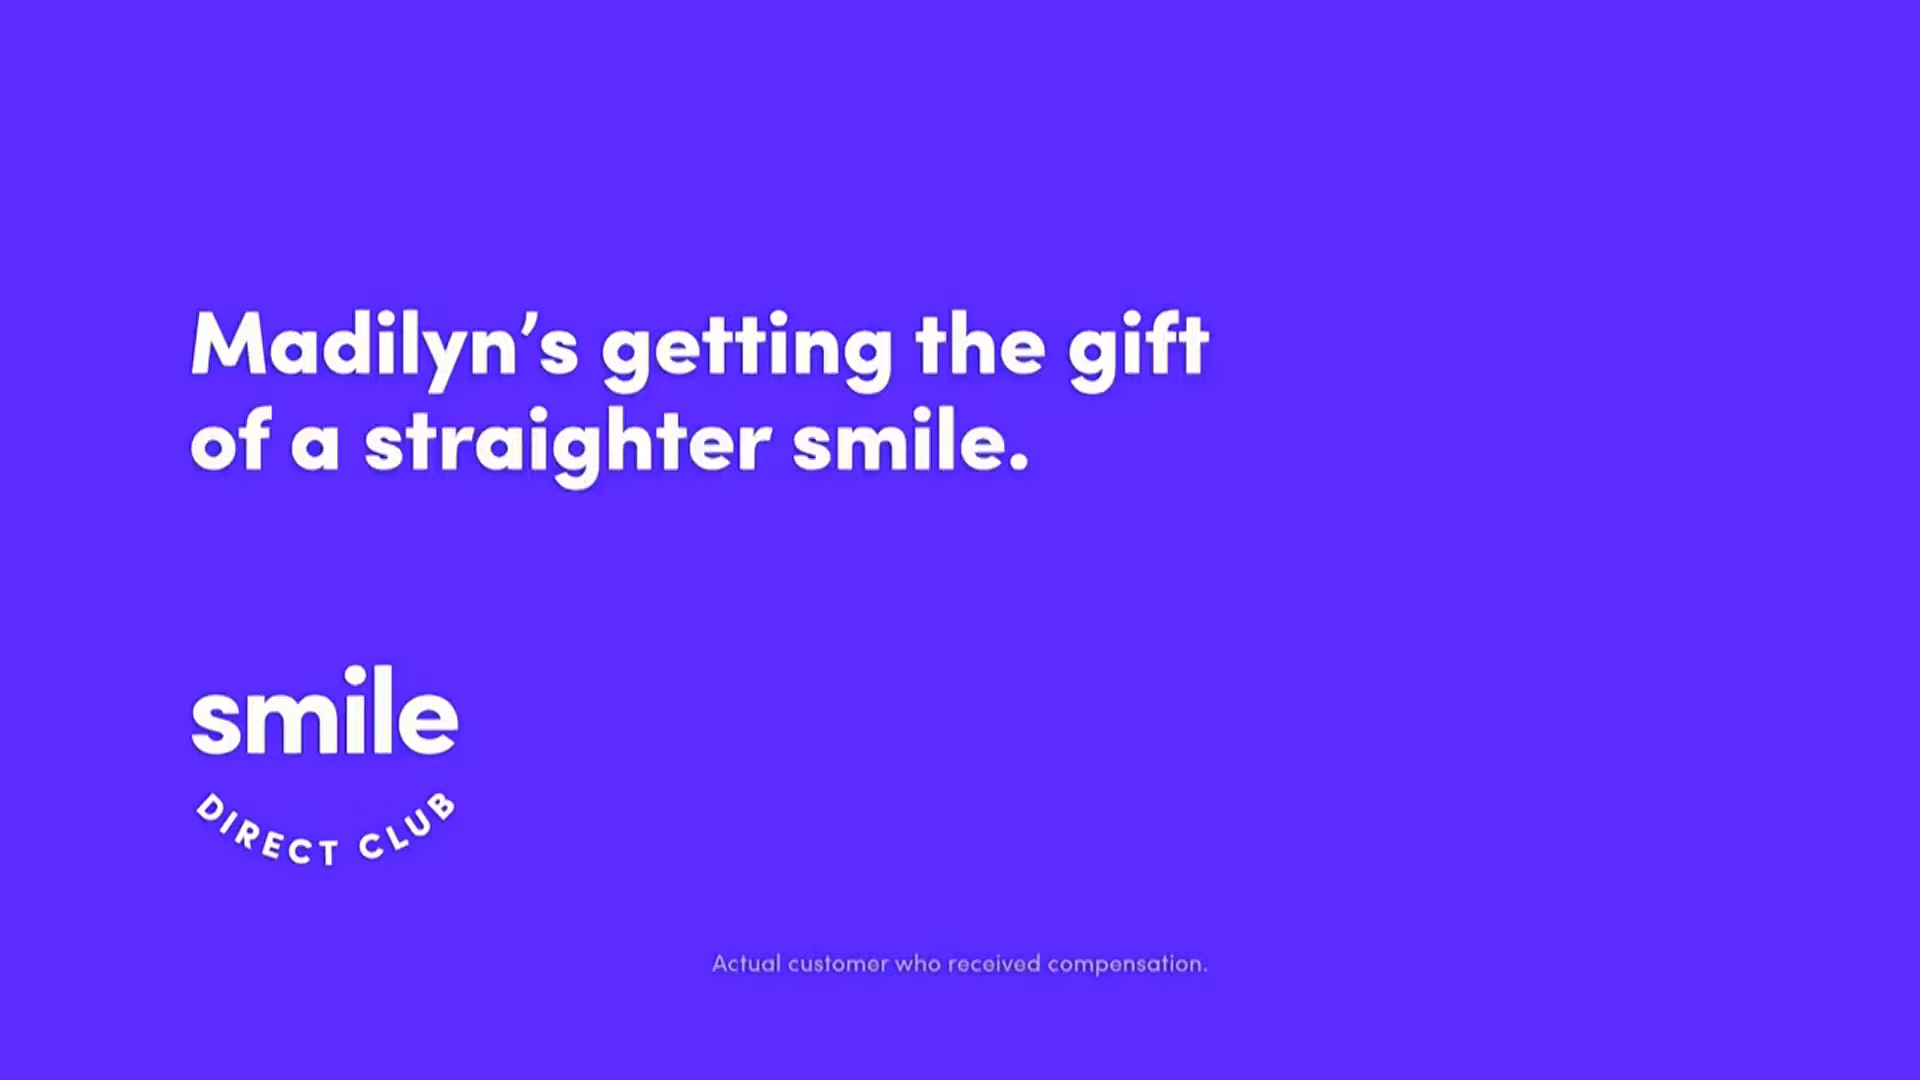 Madilyn’s getting the gift
of a straighter smile.
smile
DIRECT CLUB
Actual customer who received compensation.